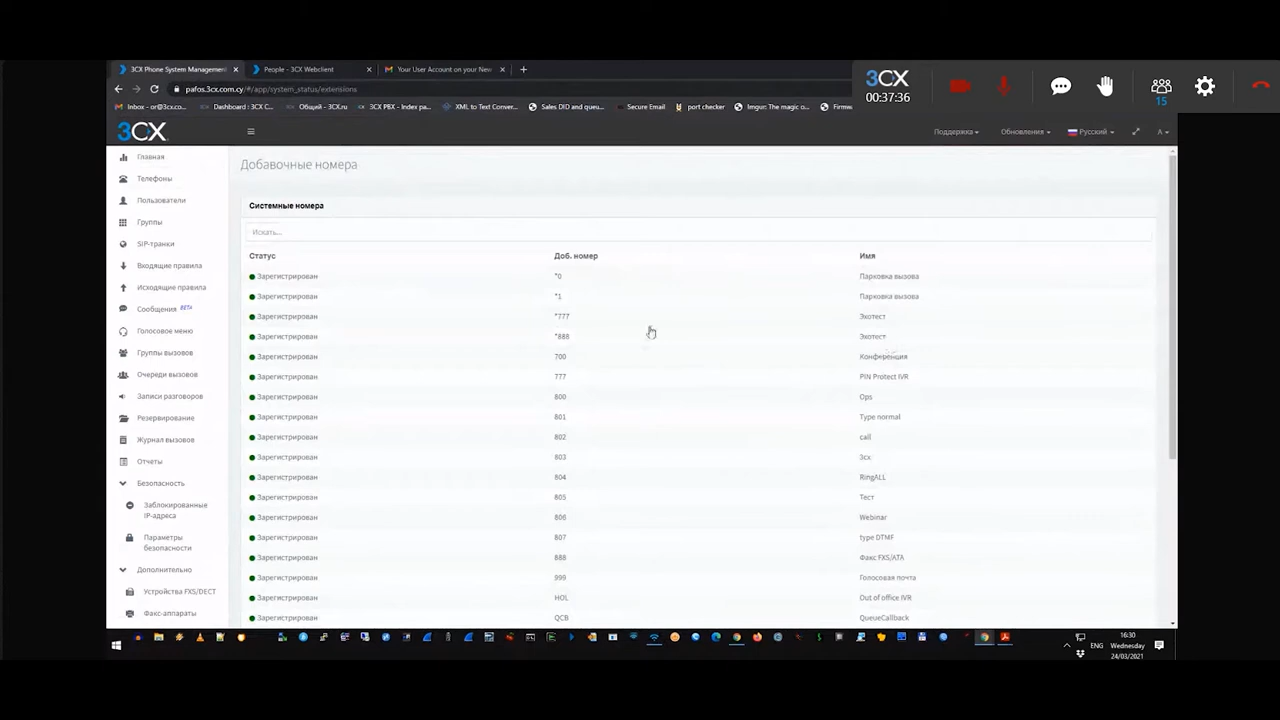 3CX Phone System Management
People - 3CX Webclient
Your User Account on your New
pafos.3cx.com.cy/#/app/system_status/extensions
Inbox - or@3cx.co...
Dashboard : 3CX C...
Общий - 3CX.ru
3CX PBX - Index pa...
XML to Text Conver...
Sales DID and queu...
Secure Email
port checker
Imgur: The magic o...
Firmw
3CX
00:37:36
15
3CX
Поддержка
Обновления
Русский
A
Главная
Телефоны
Пользователи
Группы
SIP-транки
Входящие правила
Исходящие правила
Сообщения BETA
Голосовое меню
Группы вызовов
Очереди вызовов
Записи разговоров
Резервирование
Журнал вызовов
Отчеты
Безопасность
Заблокированные
IP-адреса
Параметры
безопасности
Дополнительно
Устройства FXS/DECT
Факс-аппараты
Добавочные номера
Системные номера
Искать...
Статус Доб. номер Имя
Зарегистрирован *0 Парковка вызова
Зарегистрирован *1 Парковка вызова
Зарегистрирован *777 Эхотест
Зарегистрирован *888 Эхотест
Зарегистрирован 700 Конференция
Зарегистрирован 777 PIN Protect IVR
Зарегистрирован 800 Ops
Зарегистрирован 801 Type normal
Зарегистрирован 802 call
Зарегистрирован 803 3cx
Зарегистрирован 804 RingALL
Зарегистрирован 805 Тест
Зарегистрирован 806 Webinar
Зарегистрирован 807 type DTMF
Зарегистрирован 888 Факс FXS/ATA
Зарегистрирован 999 Голосовая почта
Зарегистрирован HOL Out of office IVR
Зарегистрирован QCB QueueCallback
ENG
16:30
Wednesday
24/03/2021